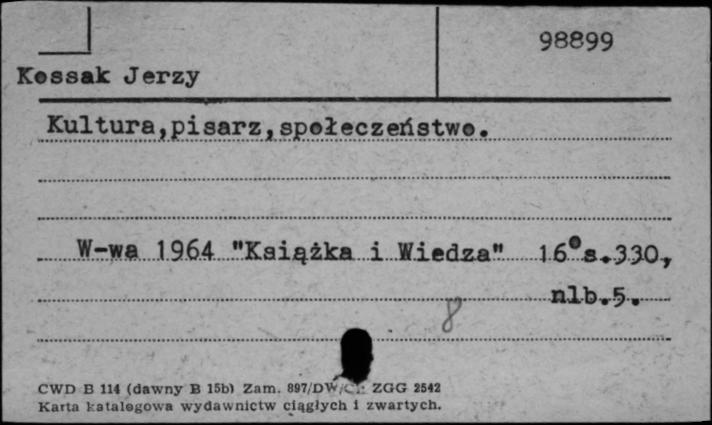 98899
Kossak Jerzy
Kultura,pisarz,społeczeństwo.
W-wa 1964 "Książka i Wiedza" 16° s.330,
nlb.5.
8
CWD B 114 (dawny B 15b) Zam. 897/DW/ ZGG 2542
Karta katalogowa wydawnictw ciągłych i zwartych.